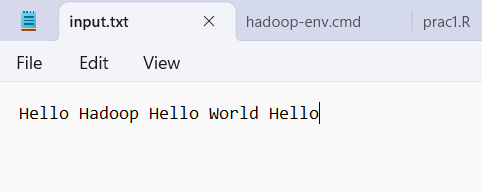 input.txt hadoop-env.cmd prac1.R
File Edit View
Hello Hadoop Hello World Hello